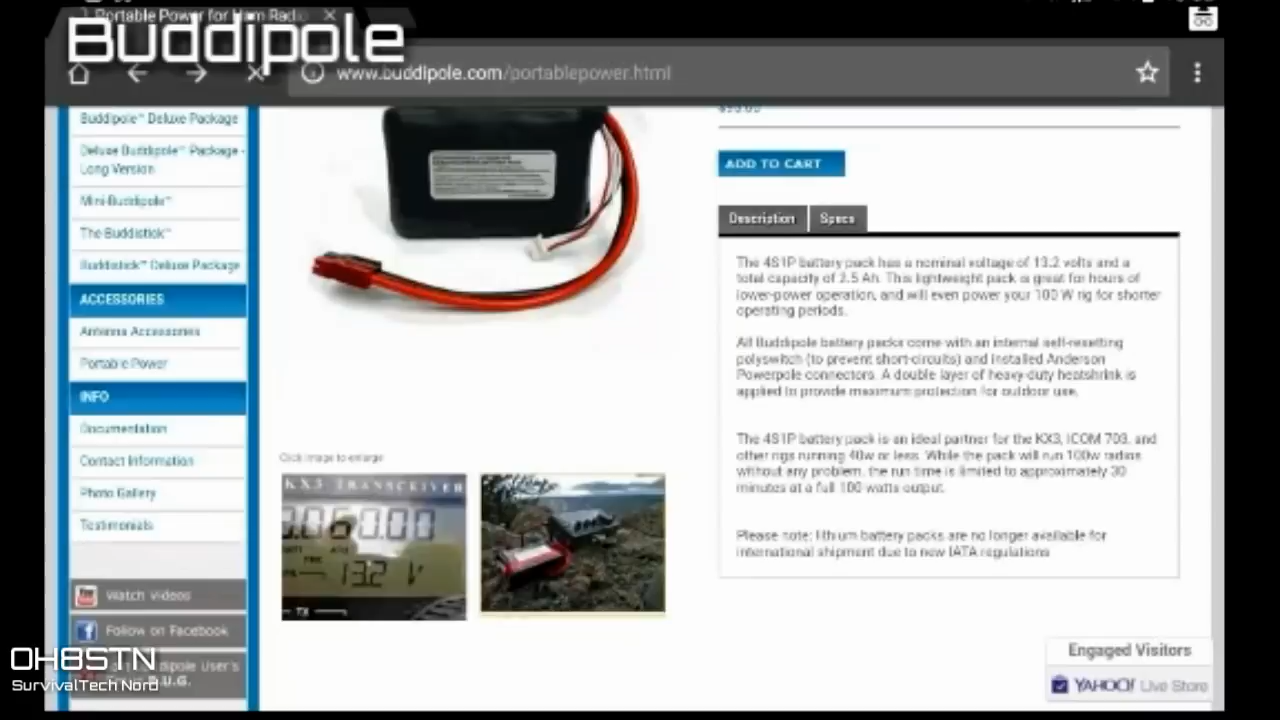 Portable Power for Ham Rad
Buddipole
www.buddipole.com/portablepower.html
Buddipole™ Deluxe Package
Deluxe Buddipole™ Package -
Long Version
Mini-Buddipole™
The Buddistick™
Buddistick™ Deluxe Package
ACCESSORIES
Antenna Accessories
Portable Power
INFO
Documentation
Contact Information
Photo Gallery
Testimonials
Watch Videos
Follow on Facebook
dipole User's
B.U.G.
OH8STN
SurvivalTech Nord
Click image to enlarge
KX3 TRANSCEIVER
13.2 V
TX
ADD TO CART
Description
Specs
The 4S1P battery pack has a nominal voltage of 13.2 volts and a
total capacity of 2.5 Ah. This lightweight pack is great for hours of
lower-power operation, and will even power your 100 W rig for shorter
operating periods.
All Buddipole battery packs come with an internal self-resetting
polyswitch (to prevent short-circuits) and installed Anderson
Powerpole connectors. A double layer of heavy-duty heatshrink is
applied to provide maximum protection for outdoor use.
The 4S1P battery pack is an ideal partner for the KX3, ICOM 703, and
other rigs running 40w or less. While the pack will run 100w radios
without any problem, the run time is limited to approximately 30
minutes at a full 100 watts output.
Please note: lithium battery packs are no longer available for
international shipment due to new IATA regulations
Engaged Visitors
YAHOO! Live Store